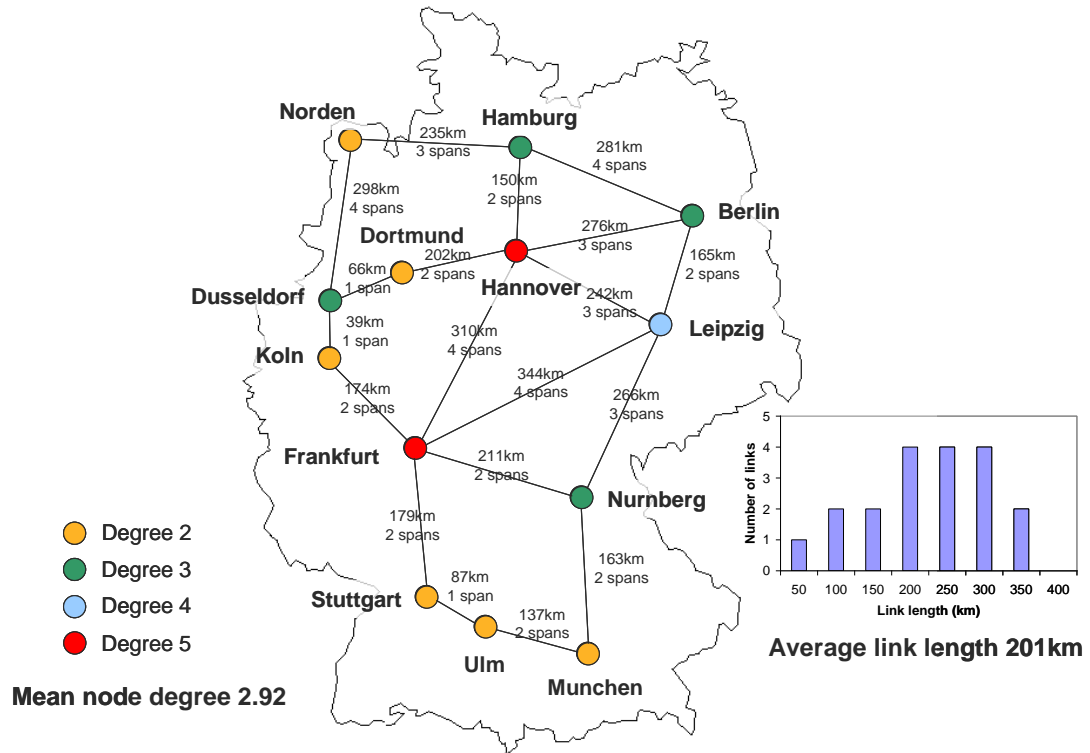 Norden
Hamburg
235km
3 spans
281km
4 spans
150km
2 spans
298km
4 spans
Berlin
276km
3 spans
Dortmund
202km
2 spans
165km
2 spans
66km
1 span
Hannover
242km
3 spans
Dusseldorf
39km
1 span
Leipzig
310km
4 spans
Koln
344km
4 spans
174km
2 spans
266km
3 spans
Frankfurt
211km
2 spans
Nurnberg
179km
2 spans
163km
2 spans
87km
1 span
Stuttgart
137km
2 spans
Ulm
Munchen
Degree 2
Degree 3
Degree 4
Degree 5
Mean node degree 2.92
5
4
3
2
1
0
Number of links
50 100 150 200 250 300 350 400
Link length (km)
Average link length 201km